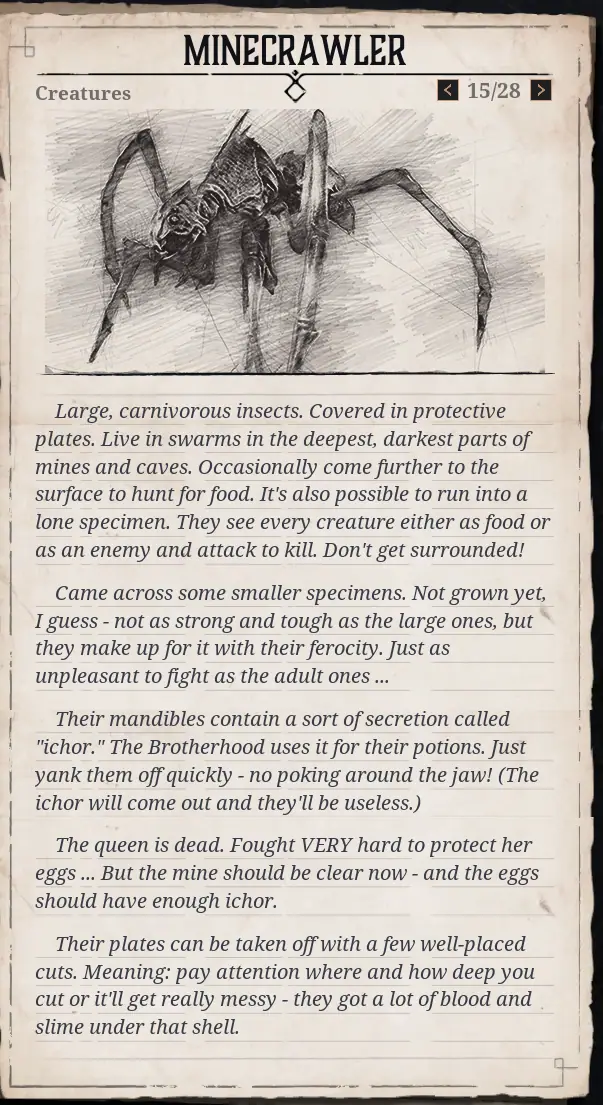 MINECRAWLER
Creatures
< 15/28 >
Large, carnivorous insects. Covered in protective
plates. Live in swarms in the deepest, darkest parts of
mines and caves. Occasionally come further to the
surface to hunt for food. It's also possible to run into a
lone specimen. They see every creature either as food or
as an enemy and attack to kill. Don't get surrounded!
Came across some smaller specimens. Not grown yet,
I guess - not as strong and tough as the large ones, but
they make up for it with their ferocity. Just as
unpleasant to fight as the adult ones ...
Their mandibles contain a sort of secretion called
"ichor." The Brotherhood uses it for their potions. Just
yank them off quickly - no poking around the jaw! (The
ichor will come out and they'll be useless.)
The queen is dead. Fought VERY hard to protect her
eggs ... But the mine should be clear now - and the eggs
should have enough ichor.
Their plates can be taken off with a few well-placed
cuts. Meaning: pay attention where and how deep you
cut or it'll get really messy - they got a lot of blood and
slime under that shell.